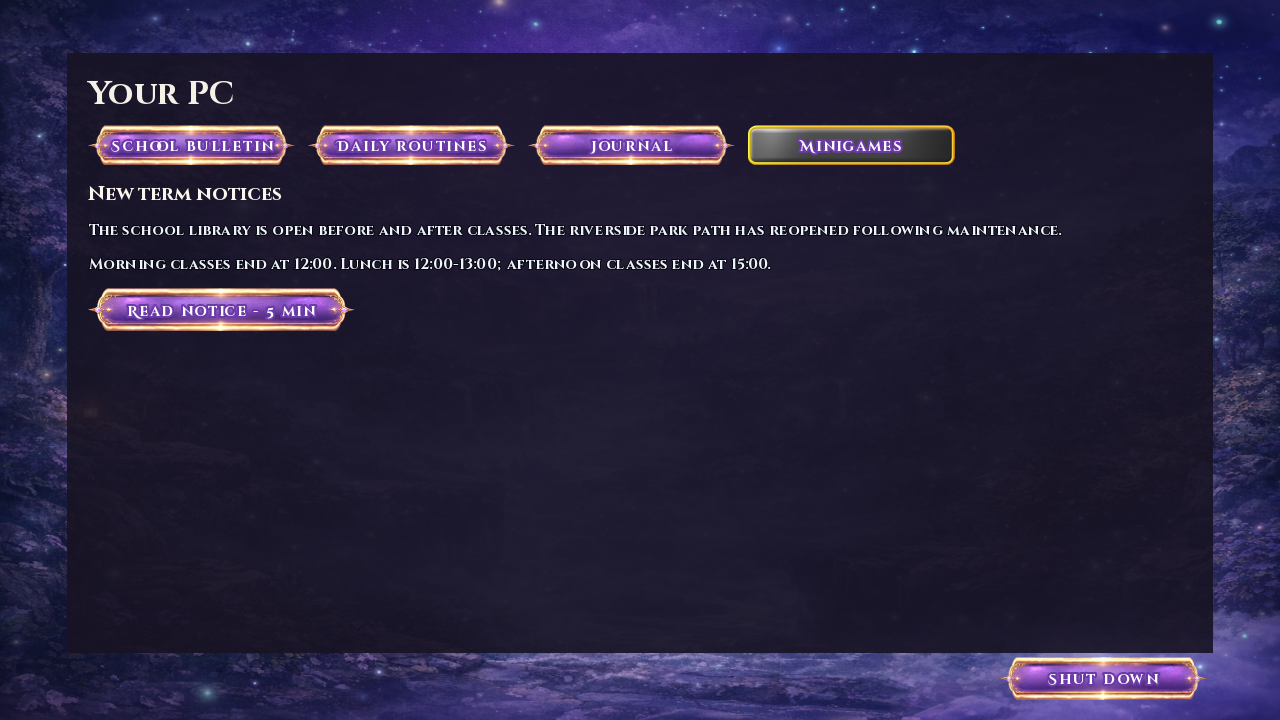 Your PC
School Bulletin
Daily Routines
Journal
Minigames
New term notices
The school library is open before and after classes. The riverside park path has reopened following maintenance.
Morning classes end at 12:00. Lunch is 12:00-13:00; afternoon classes end at 15:00.
Read notice - 5 min
Shut down